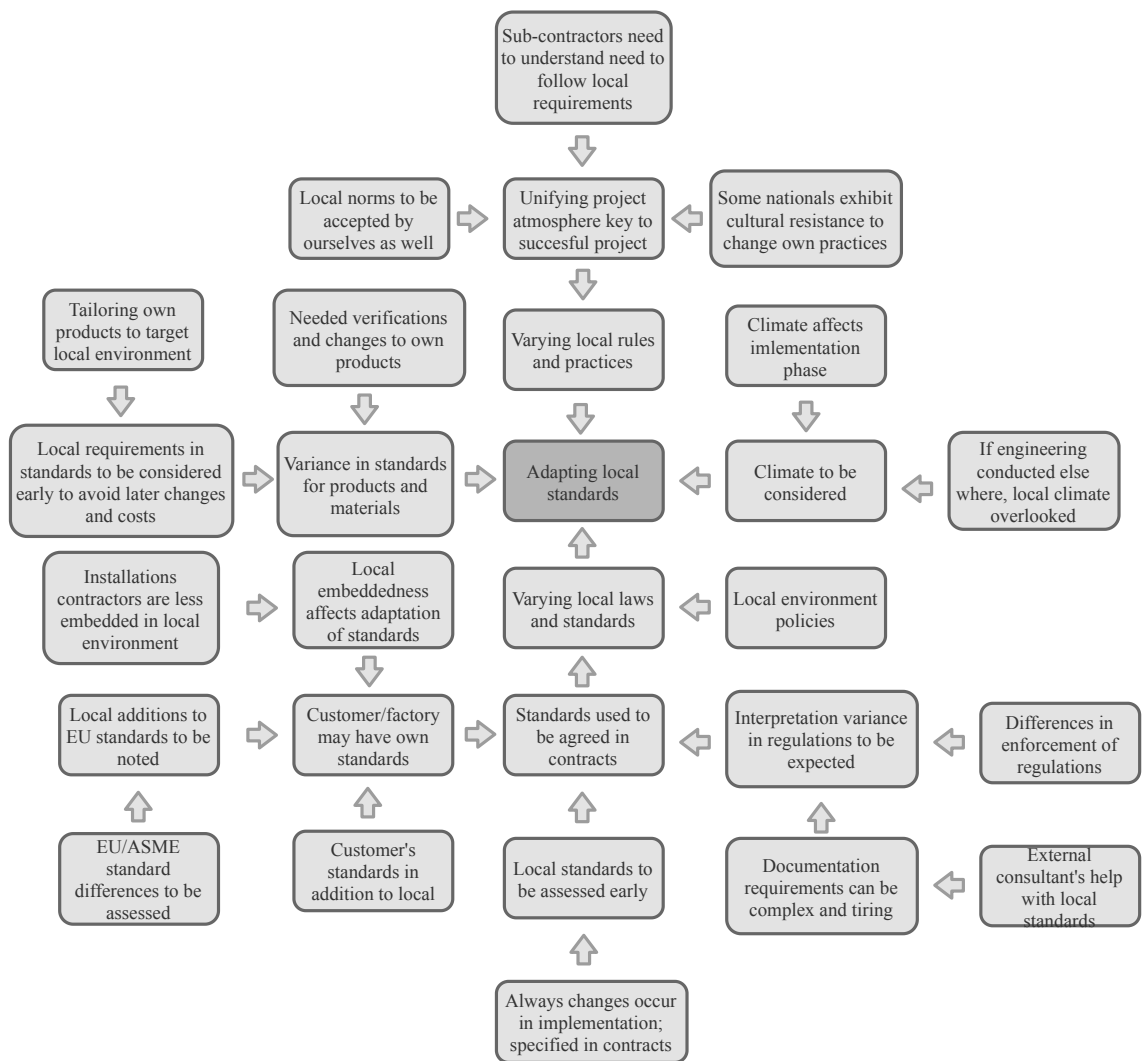 Sub-contractors need
to understand need to
follow local
requirements
Local norms to be
accepted by
ourselves as well
Unifying project
atmosphere key to
succesful project
Some nationals exhibit
cultural resistance to
change own practices
Tailoring own
products to target
local environment
Needed verifications
and changes to own
products
Varying local rules
and practices
Climate affects
imlementation
phase
Local requirements in
standards to be considered
early to avoid later changes
and costs
Variance in standards
for products and
materials
Adapting local
standards
Climate to be
considered
If engineering
conducted else
where, local climate
overlooked
Installations
contractors are less
embedded in local
environment
Local
embeddedness
affects adaptation
of standards
Varying local laws
and standards
Local environment
policies
Local additions to
EU standards to be
noted
Customer/factory
may have own
standards
Standards used to
be agreed in
contracts
Interpretation variance
in regulations to be
expected
Differences in
enforcement of
regulations
EU/ASME
standard
differences to be
assessed
Customer's
standards in
addition to local
Local standards to
be assessed early
Documentation
requirements can be
complex and tiring
External
consultant's help
with local
standards
Always changes occur
in implementation;
specified in contracts